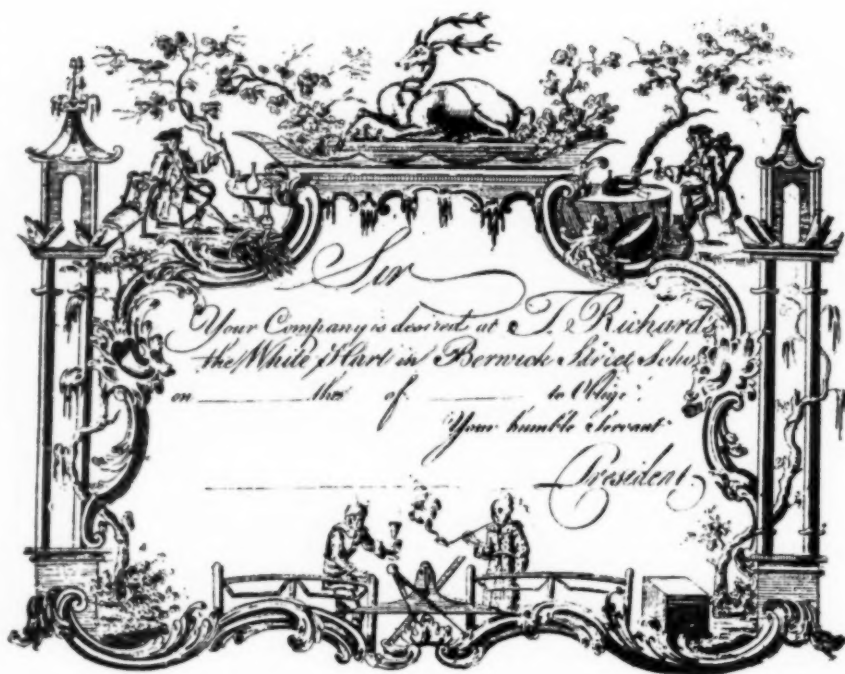 Sir
Your Company is desired at T. Richards
the White Hart in Berwick Street Soho
on the of to Oblige
Your humble Servant
President